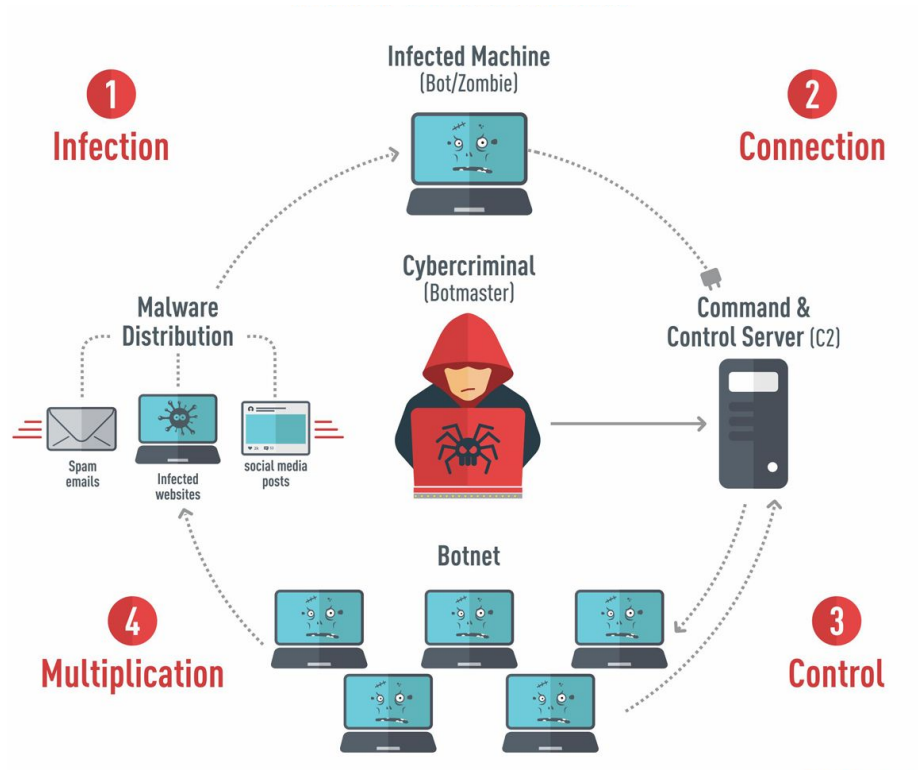 Infected Machine
(Bot/Zombie)
1
Infection
2
Connection
Cybercriminal
(Botmaster)
Malware
Distribution
Command &
Control Server (C2)
Spam
emails
Infected
websites
social media
posts
Botnet
4
Multiplication
3
Control